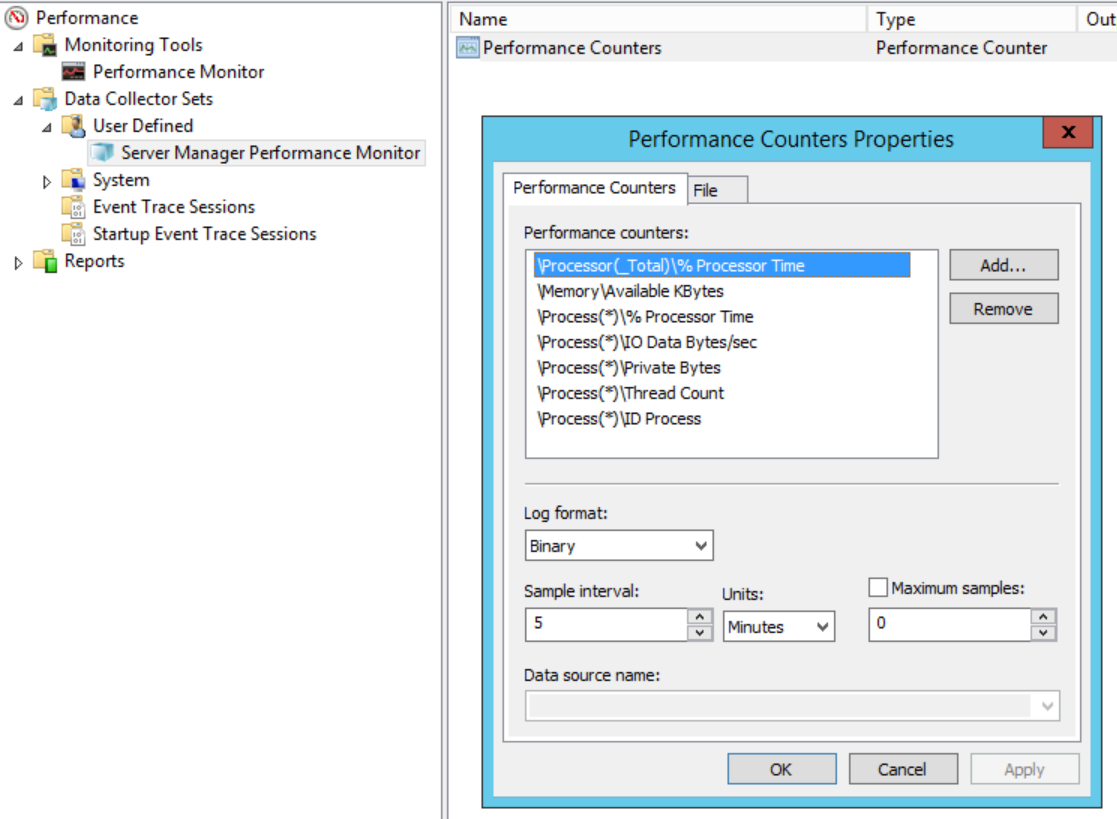 Performance
Monitoring Tools
Performance Monitor
Data Collector Sets
User Defined
Server Manager Performance Monitor
System
Event Trace Sessions
Startup Event Trace Sessions
Reports
Name Type Out
Performance Counters Performance Counter
Performance Counters Properties
x
Performance Counters File
Performance counters:
\Processor(_Total)\% Processor Time
\Memory\Available KBytes
\Process(*)\% Processor Time
\Process(*)\IO Data Bytes/sec
\Process(*)\Private Bytes
\Process(*)\Thread Count
\Process(*)\ID Process
Add...
Remove
Log format:
Binary
Sample interval: Units: Maximum samples:
5 Minutes 0
Data source name:
OK Cancel Apply